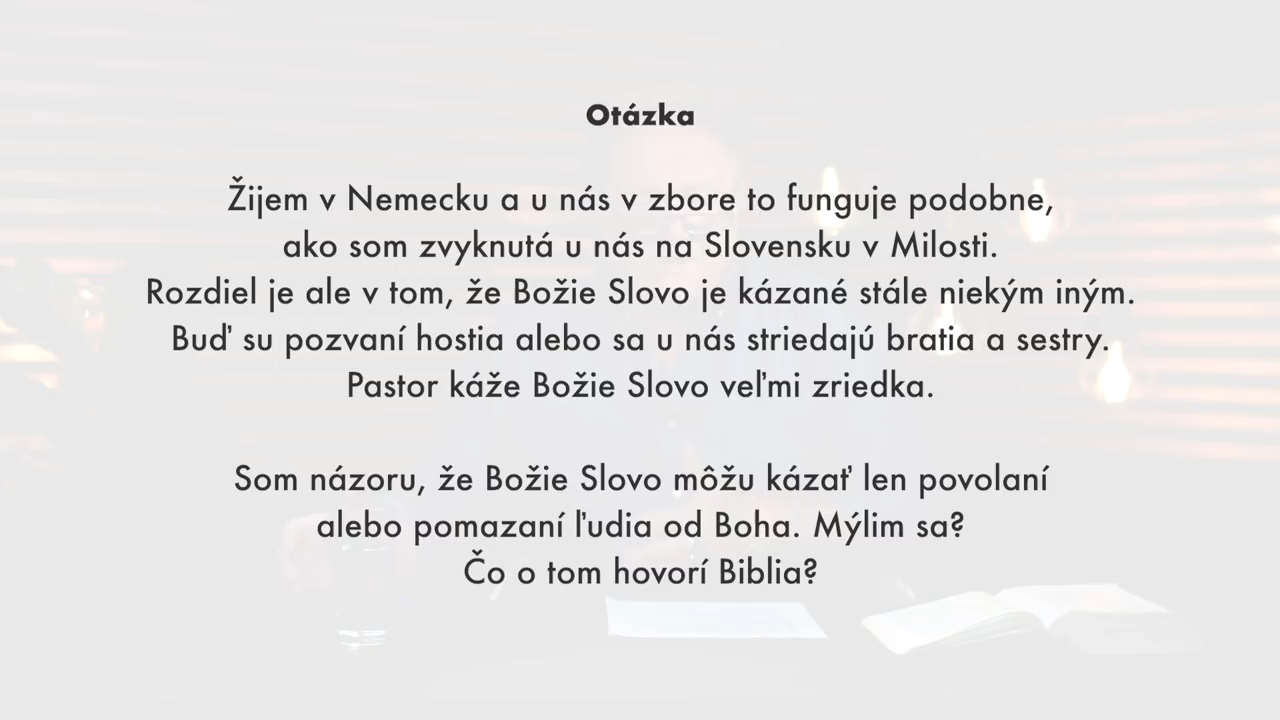 Otázka
Žijem v Nemecku a u nás v zbore to funguje podobne,
ako som zvyknutá u nás na Slovensku v Milosti.
Rozdiel je ale v tom, že Božie Slovo je kázané stále niekým iným.
Buď su pozvaní hostia alebo sa u nás striedajú bratia a sestry.
Pastor káže Božie Slovo veľmi zriedka.
Som názoru, že Božie Slovo môžu kázať len povolaní
alebo pomazaní ľudia od Boha. Mýlim sa?
Čo o tom hovorí Biblia?